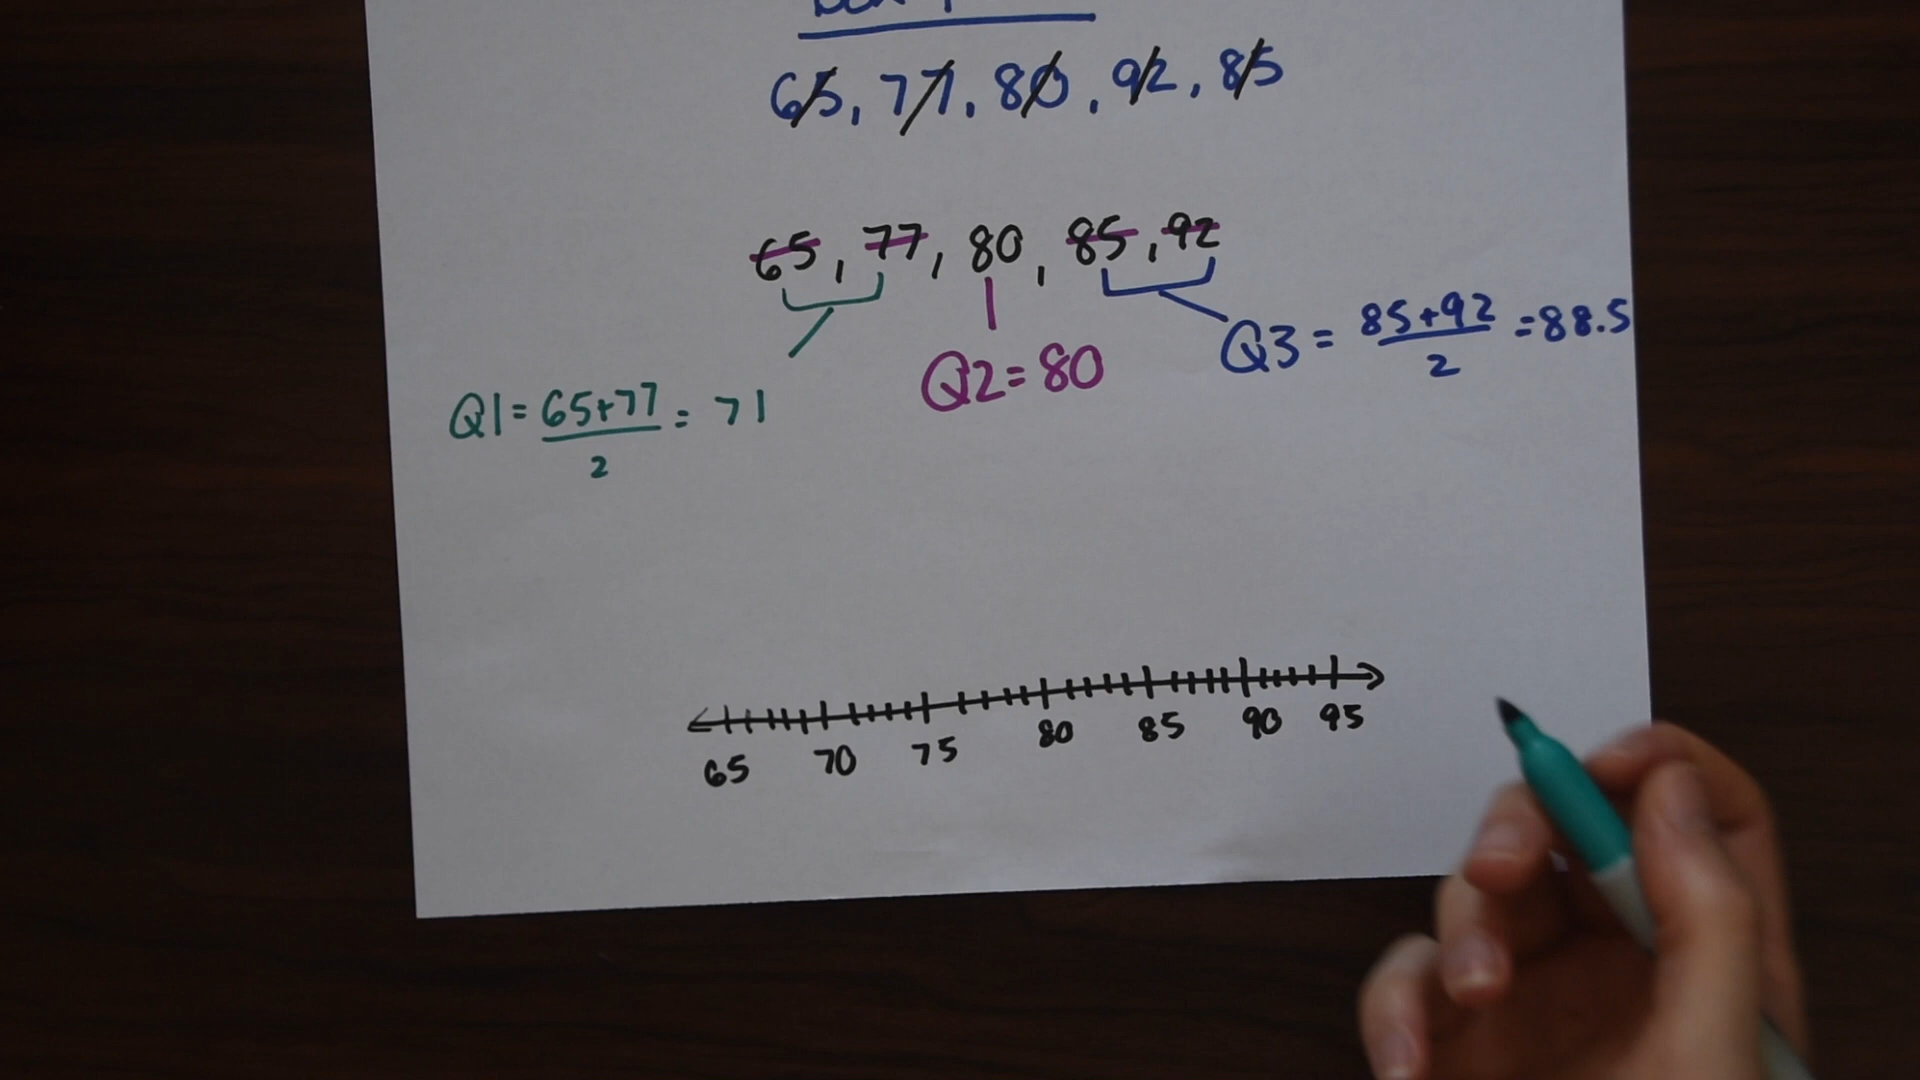 65, 77, 80, 92, 85
65, 77, 80, 85, 92
Q1 = 65+77 / 2 = 71
Q2 = 80
Q3 = 85+92 / 2 = 88.5
65 70 75 80 85 90 95